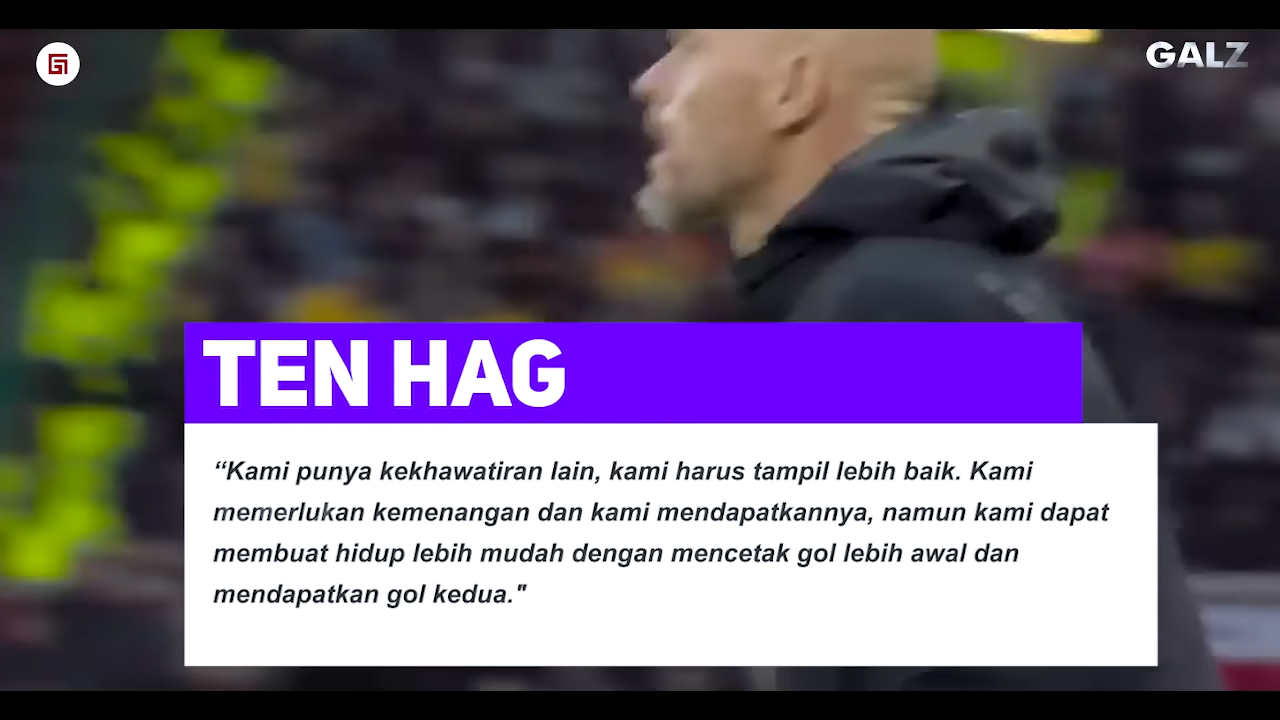 GALZ
TEN HAG
“Kami punya kekhawatiran lain, kami harus tampil lebih baik. Kami
memerlukan kemenangan dan kami mendapatkannya, namun kami dapat
membuat hidup lebih mudah dengan mencetak gol lebih awal dan
mendapatkan gol kedua."